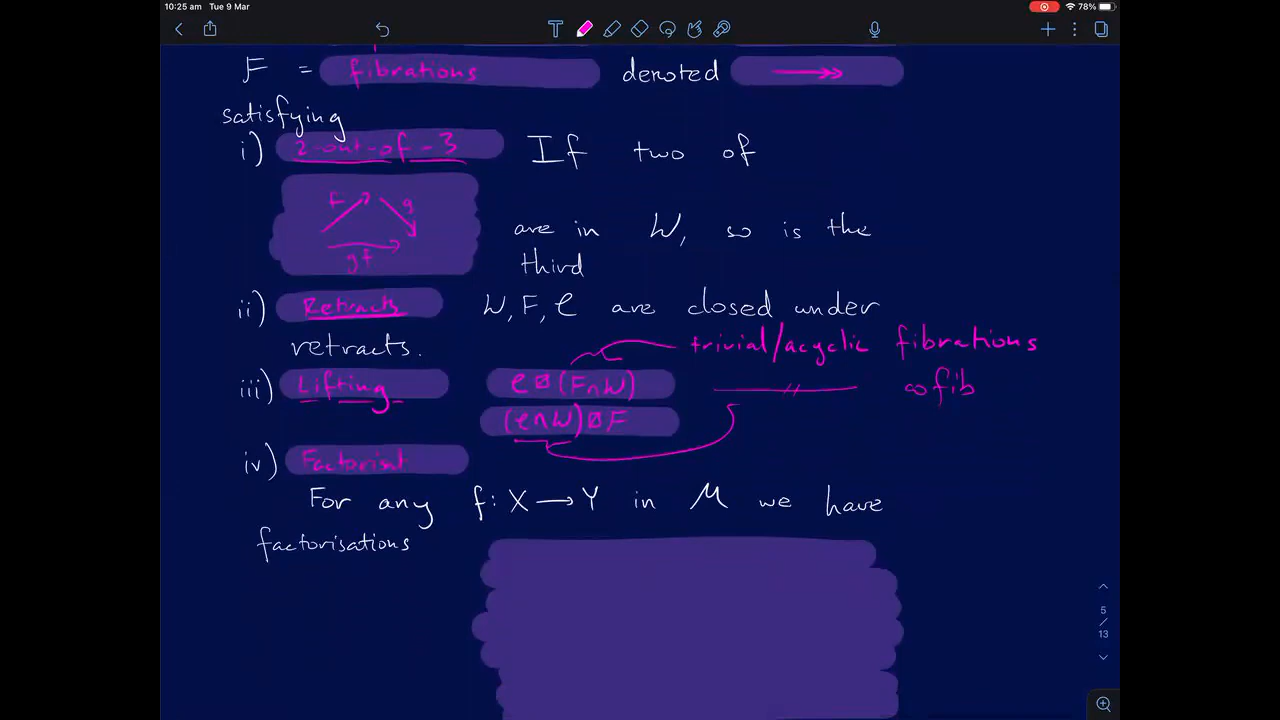 10:25 am Tue 9 Mar
78%
F = fibrations denoted ↠
satisfying
i) 2-out-of-3 If two of
f g
gf
are in W, so is the
third
ii) Retracts W, F, C are closed under
retracts. trivial/acyclic fibrations
iii) Lifting C ⧄ (F∩W) —//— cofib
(C∩W) ⧄ F
iv) Factorisat
For any f: X → Y in M we have
factorisations
5
/
13